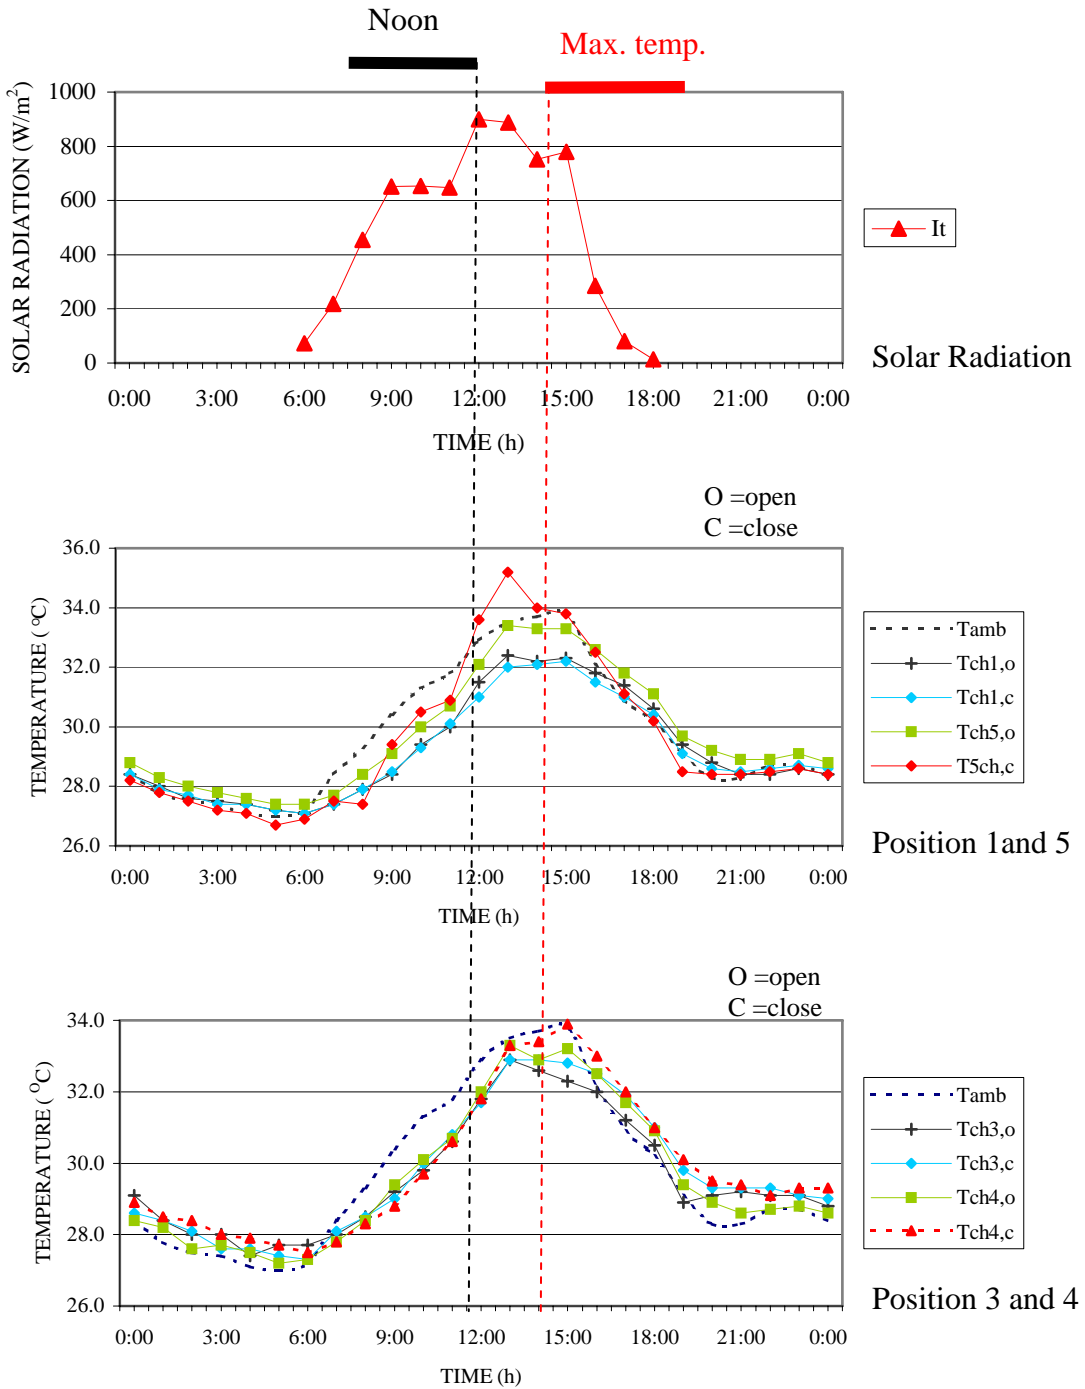 Noon
Max. temp.
SOLAR RADIATION (W/m²)
1000
800
600
400
200
0
0:00 3:00 6:00 9:00 12:00 15:00 18:00 21:00 0:00
TIME (h)
It
Solar Radiation
O =open
C =close
TEMPERATURE ( °C)
36.0
34.0
32.0
30.0
28.0
26.0
0:00 3:00 6:00 9:00 12:00 15:00 18:00 21:00 0:00
TIME (h)
Tamb
Tch1,o
Tch1,c
Tch5,o
T5ch,c
Position 1and 5
O =open
C =close
TEMPERATURE ( °C)
34.0
32.0
30.0
28.0
26.0
0:00 3:00 6:00 9:00 12:00 15:00 18:00 21:00 0:00
TIME (h)
Tamb
Tch3,o
Tch3,c
Tch4,o
Tch4,c
Position 3 and 4